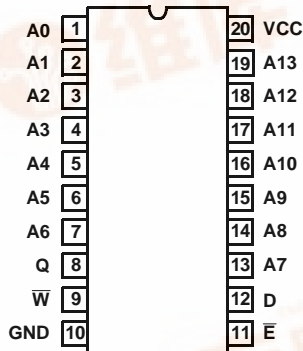 A0 1 20 VCC
A1 2 19 A13
A2 3 18 A12
A3 4 17 A11
A4 5 16 A10
A5 6 15 A9
A6 7 14 A8
Q 8 13 A7
W̅ 9 12 D
GND 10 11 E̅